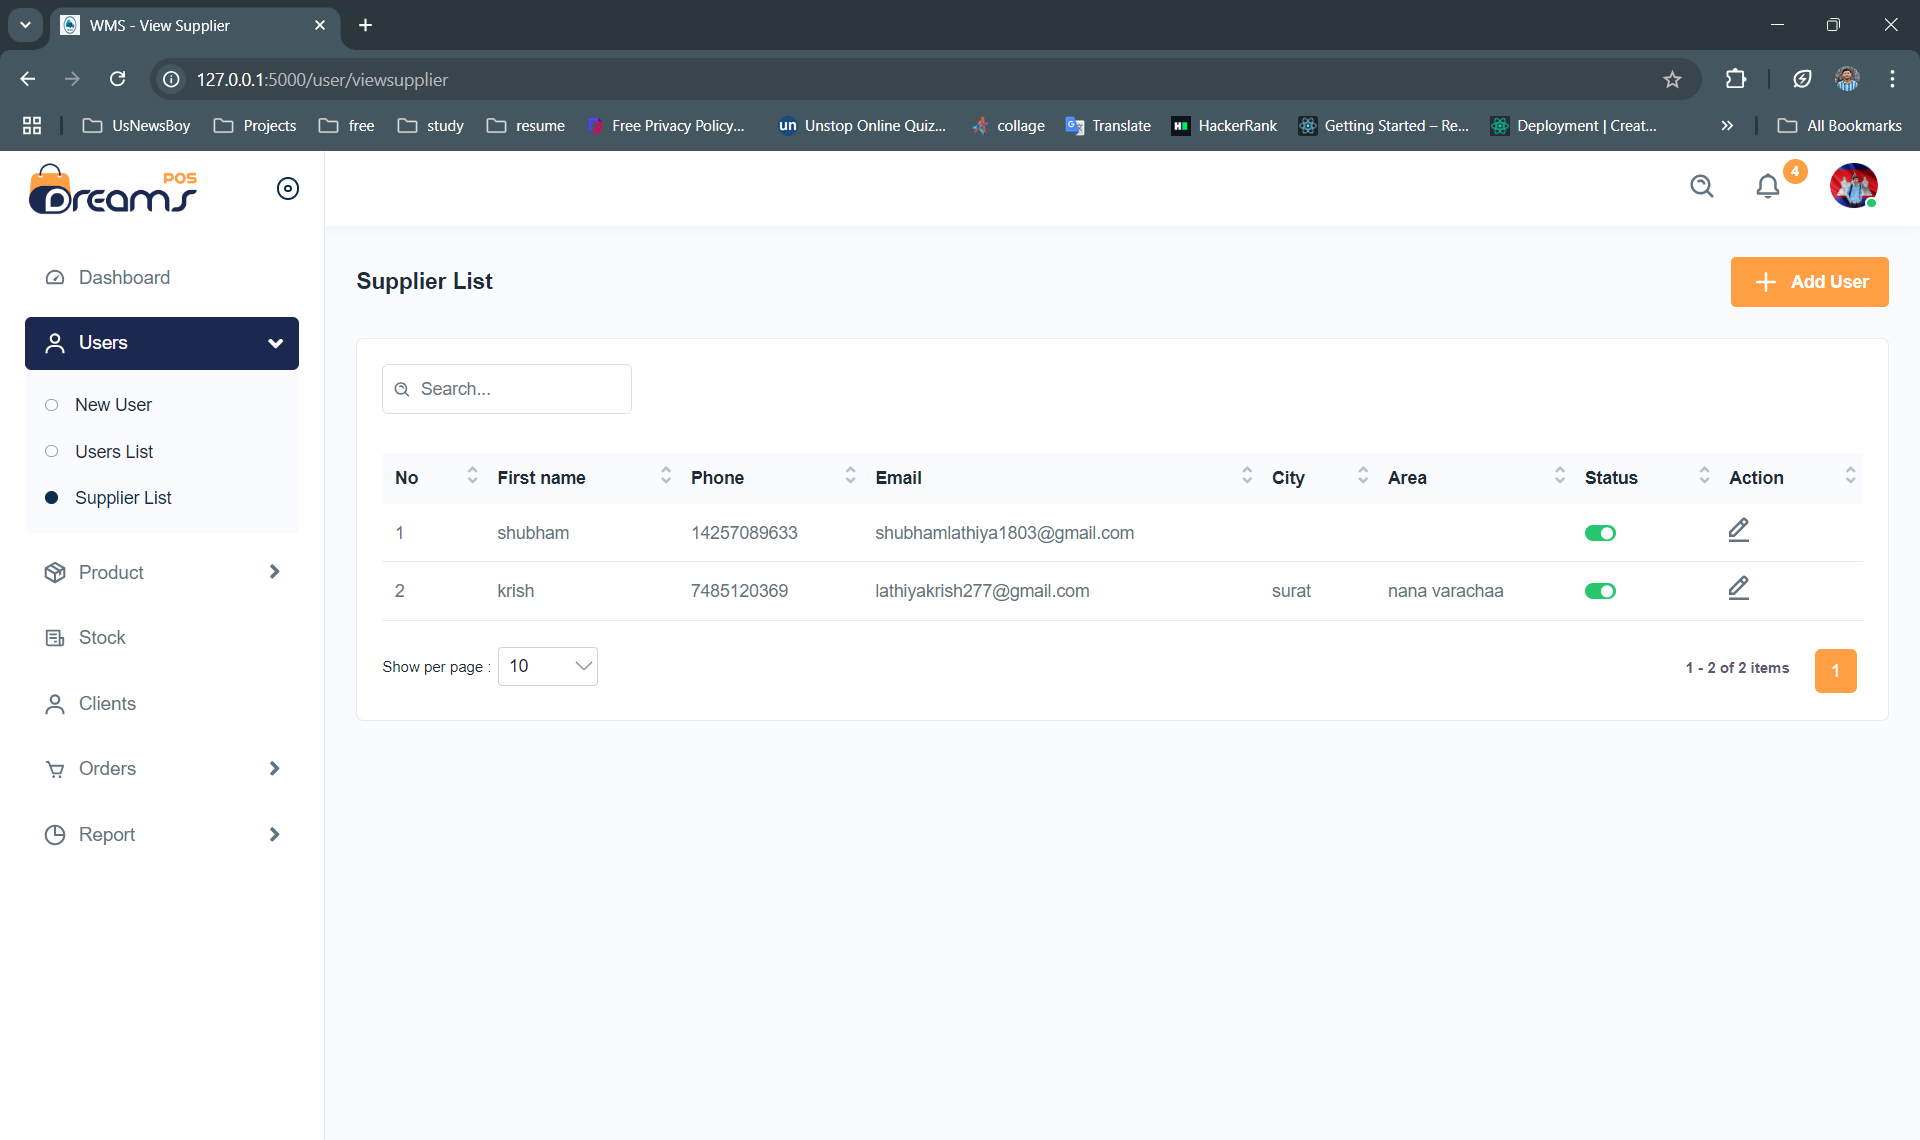 WMS - View Supplier
127.0.0.1:5000/user/viewsupplier
UsNewsBoy Projects free study resume Free Privacy Policy... un Unstop Online Quiz... collage Translate HackerRank Getting Started – Re... Deployment | Creat... » All Bookmarks
POS
Dreams
4
Dashboard
Users
New User
Users List
Supplier List
Product
Stock
Clients
Orders
Report
Supplier List
Add User
Search...
No First name Phone Email City Area Status Action
1 shubham 14257089633 shubhamlathiya1803@gmail.com
2 krish 7485120369 lathiyakrish277@gmail.com surat nana varachaa
Show per page : 10
1 - 2 of 2 items 1